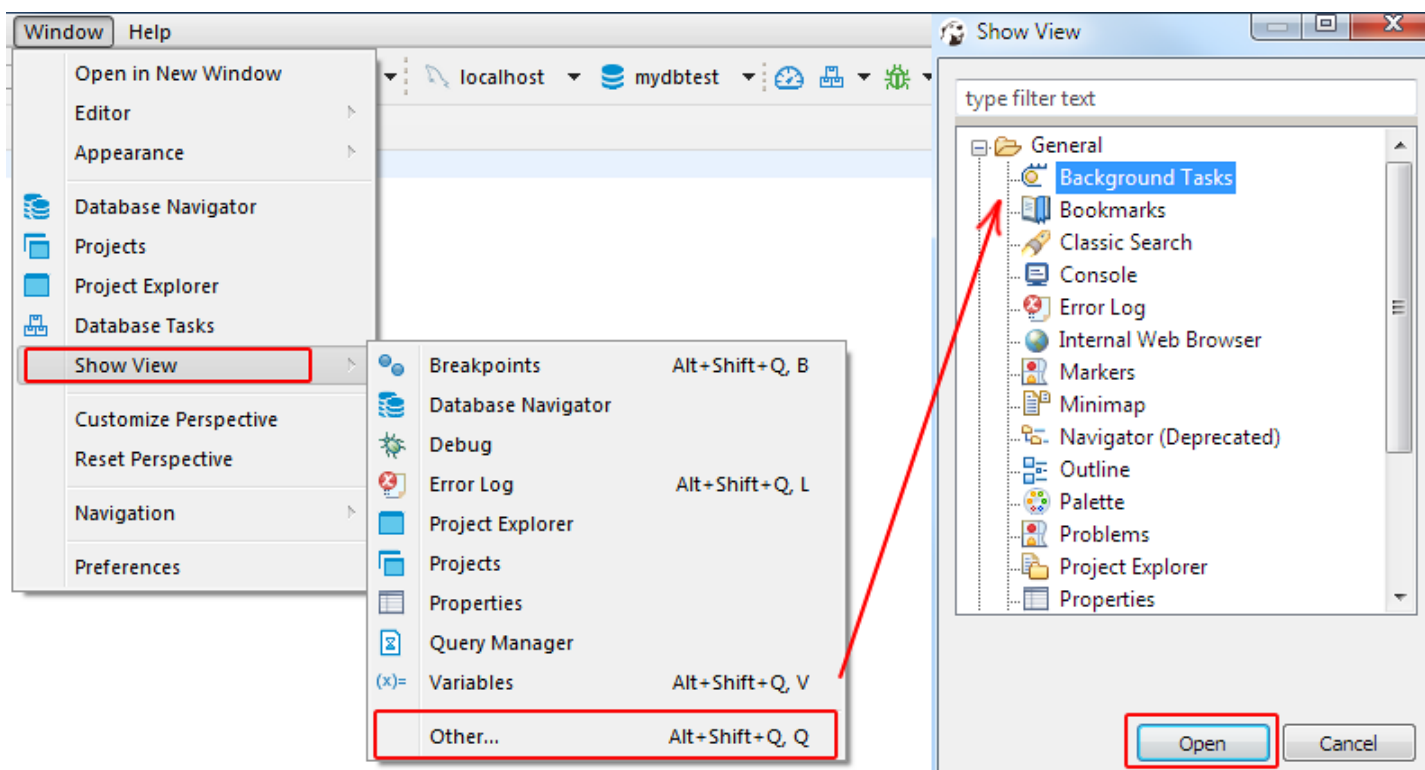 Window Help
Open in New Window
Editor
Appearance
Database Navigator
Projects
Project Explorer
Database Tasks
Show View
Customize Perspective
Reset Perspective
Navigation
Preferences
localhost mydbtest
Breakpoints Alt+Shift+Q, B
Database Navigator
Debug
Error Log Alt+Shift+Q, L
Project Explorer
Projects
Properties
Query Manager
(x)= Variables Alt+Shift+Q, V
Other... Alt+Shift+Q, Q
Show View
type filter text
General
Background Tasks
Bookmarks
Classic Search
Console
Error Log
Internal Web Browser
Markers
Minimap
Navigator (Deprecated)
Outline
Palette
Problems
Project Explorer
Properties
Open Cancel